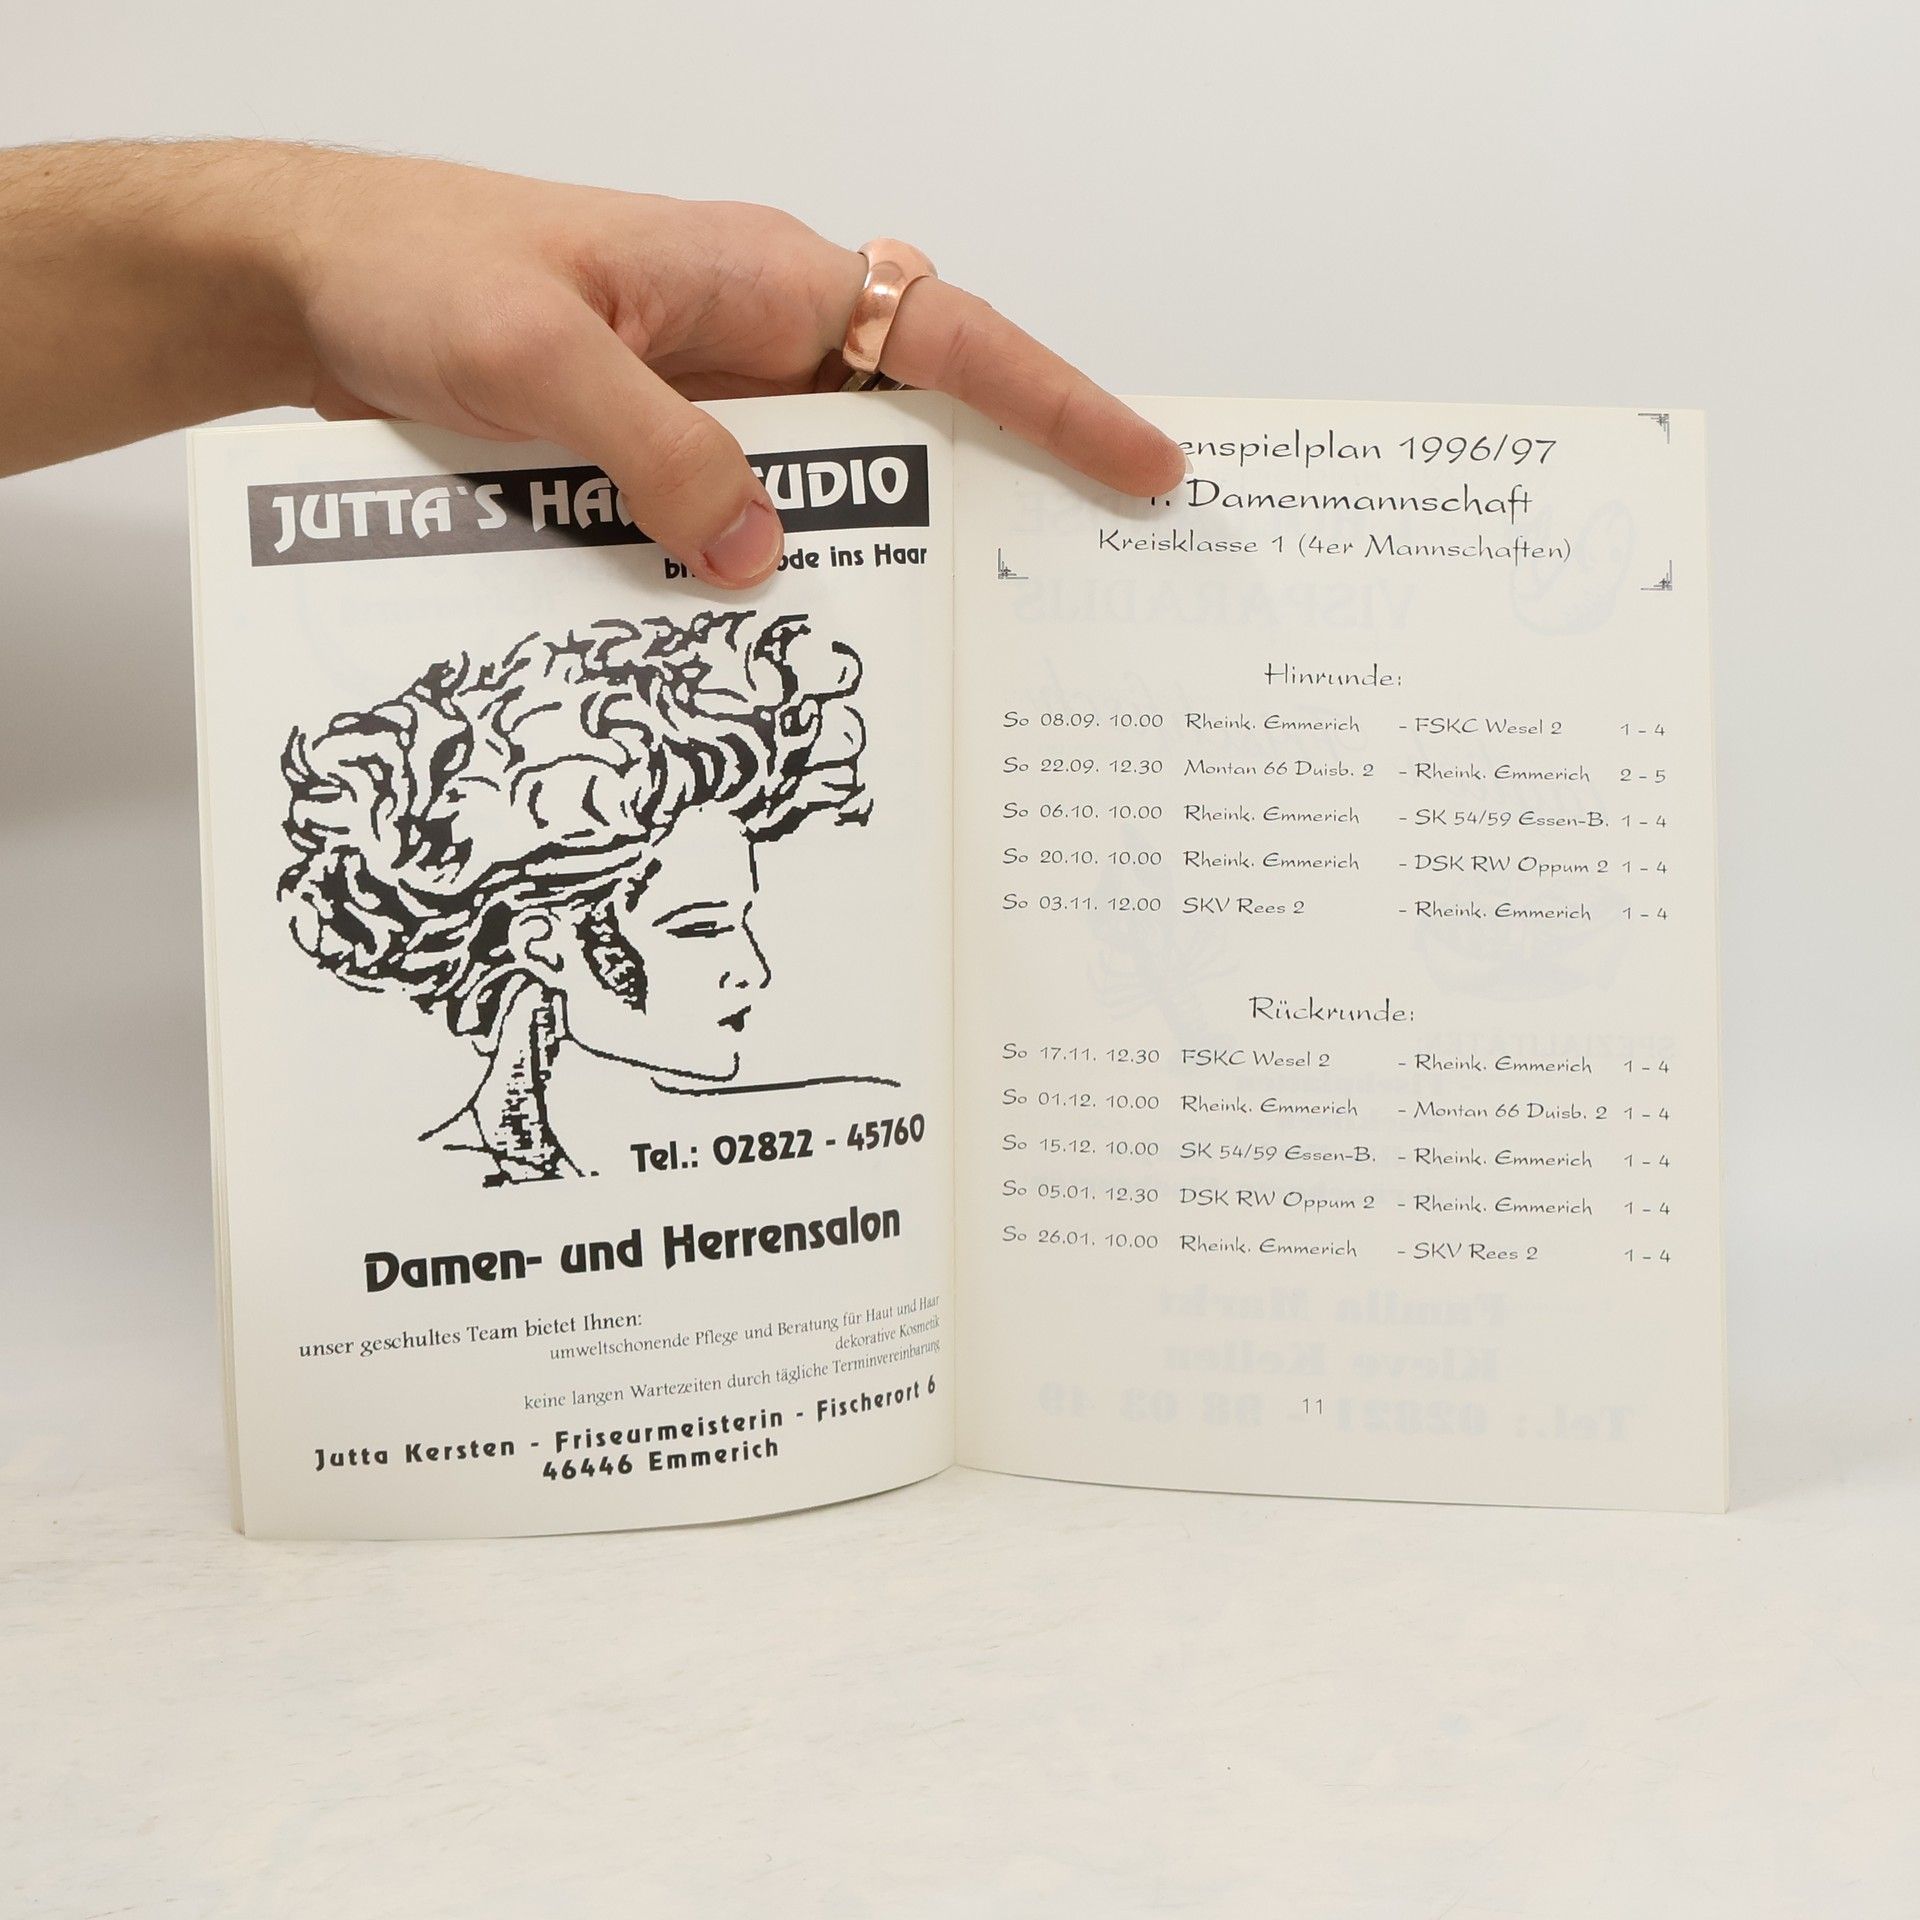 JUTTA`S
UDIO
ins Haar
Tel.: 02822 - 45760
Damen- und Herrensalon
unser geschultes Team bietet Ihnen:
umweltschonende Pflege und Beratung für Haut und Haar
dekorative Kosmetik
keine langen Wartezeiten durch tägliche Terminvereinbarung
Jutta Kersten - Friseurmeisterin - Fischerort 6
46446 Emmerich
enspielplan 1996/97
1. Damenmannschaft
Kreisklasse 1 (4er Mannschaften)
Hinrunde:
So 08.09. 10.00 Rheink. Emmerich - FSKC Wesel 2 1 - 4
So 22.09. 12.30 Montan 66 Duisb. 2 - Rheink. Emmerich 2 - 5
So 06.10. 10.00 Rheink. Emmerich - SK 54/59 Essen-B. 1 - 4
So 20.10. 10.00 Rheink. Emmerich - DSK RW Oppum 2 1 - 4
So 03.11. 12.00 SKV Rees 2 - Rheink. Emmerich 1 - 4
Rückrunde:
So 17.11. 12.30 FSKC Wesel 2 - Rheink. Emmerich 1 - 4
So 01.12. 10.00 Rheink. Emmerich - Montan 66 Duisb. 2 1 - 4
So 15.12. 10.00 SK 54/59 Essen-B. - Rheink. Emmerich 1 - 4
So 05.01. 12.30 DSK RW Oppum 2 - Rheink. Emmerich 1 - 4
So 26.01. 10.00 Rheink. Emmerich - SKV Rees 2 1 - 4
11